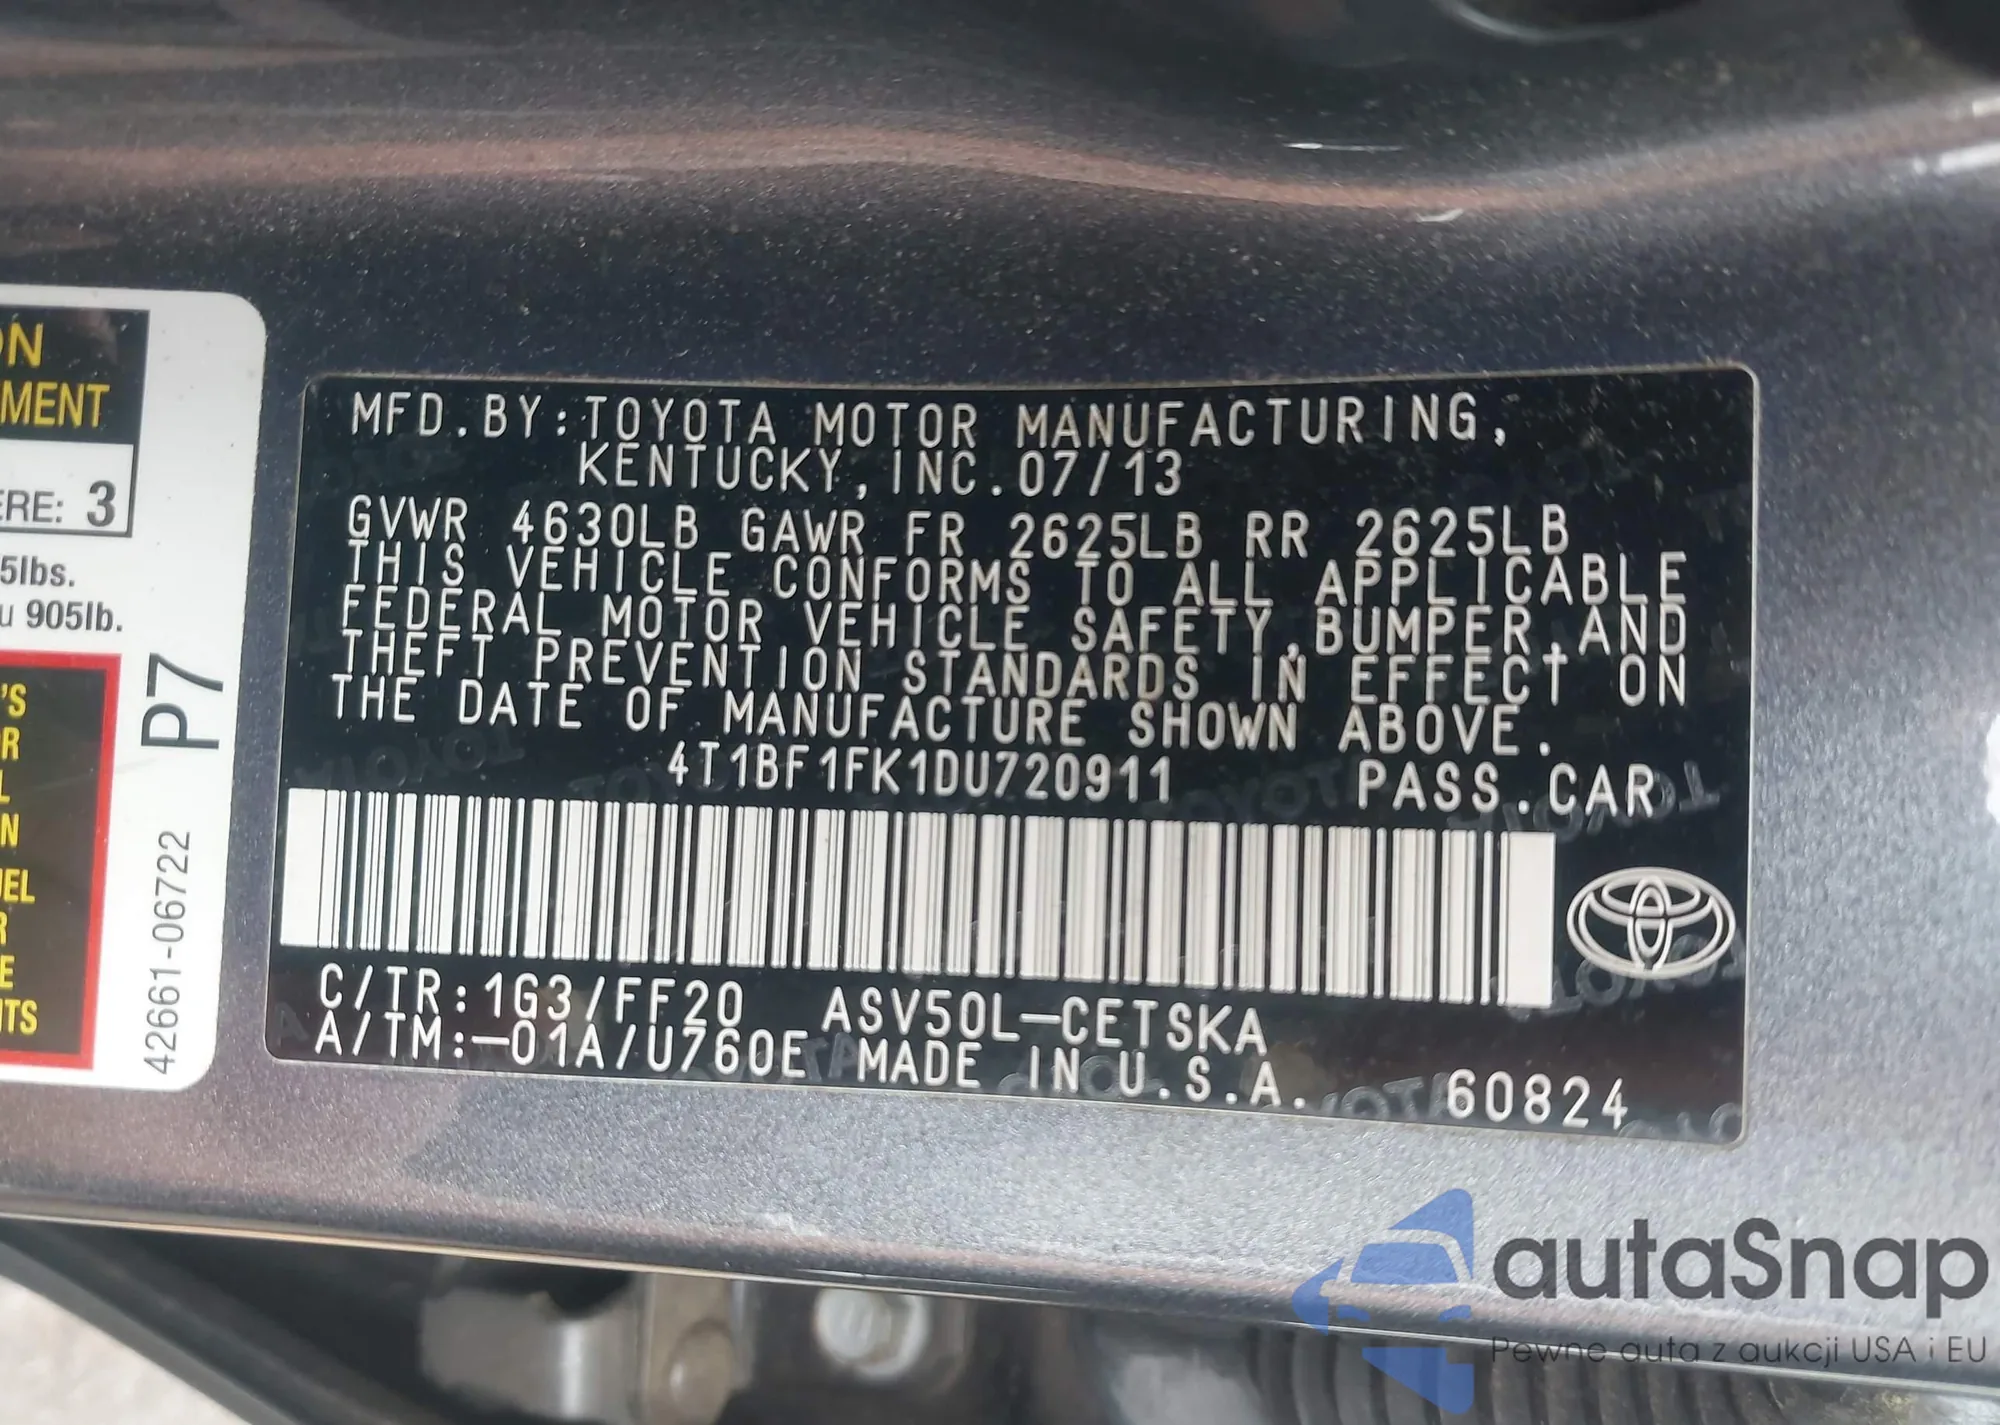 ON
MENT
ERE: 3
5lbs.
u 905lb.
'S
R
L
N
UEL
R
E
NTS
P7
42661-06722
MFD.BY:TOYOTA MOTOR MANUFACTURING,
KENTUCKY,INC.07/13
GVWR 4630LB GAWR FR 2625LB RR 2625LB
THIS VEHICLE CONFORMS TO ALL APPLICABLE
FEDERAL MOTOR VEHICLE SAFETY,BUMPER,AND
THEFT PREVENTION STANDARDS IN EFFECT ON
THE DATE OF MANUFACTURE SHOWN ABOVE.
4T1BF1FK1DU720911 PASS.CAR
C/TR:1G3/FF20 ASV50L-CETSKA
A/TM:-01A/U760E MADE IN U.S.A. 60824
autaSnap
Pewne auta z aukcji USA i EU